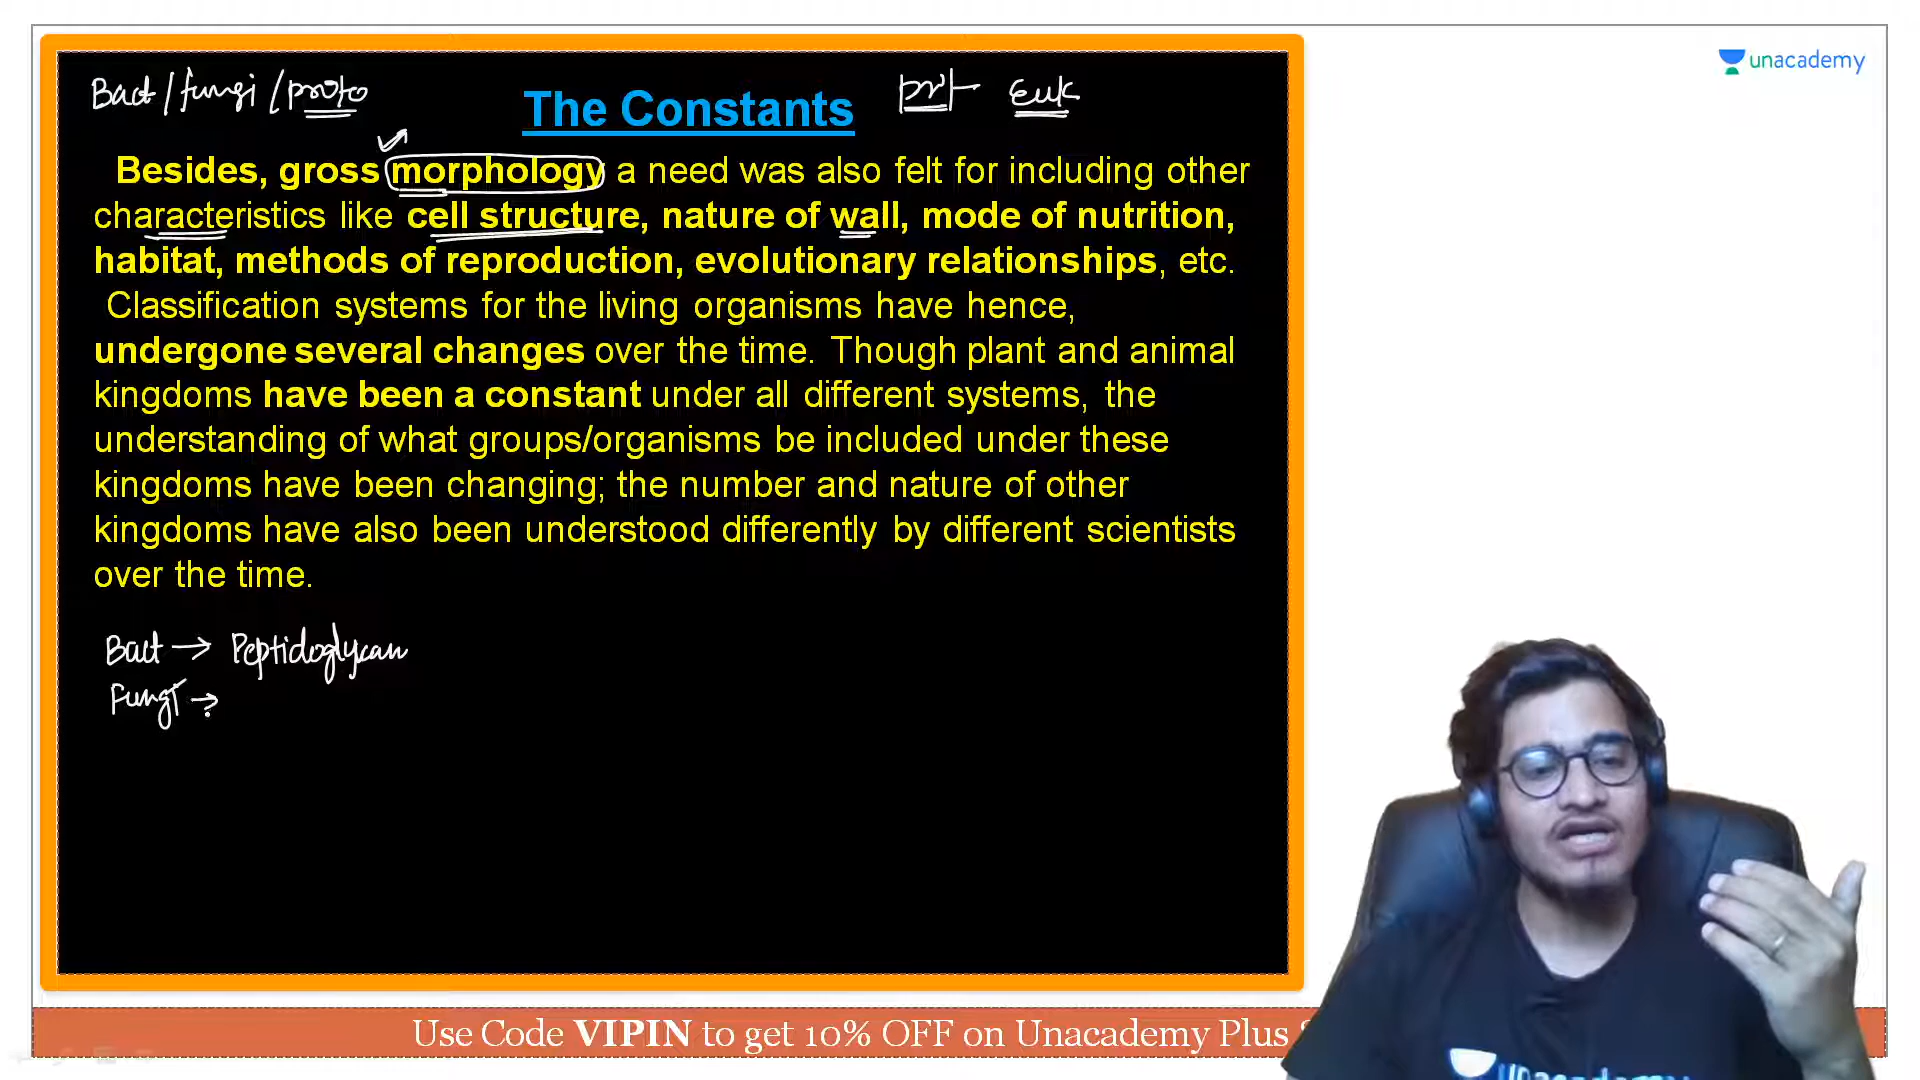 Bact / fungi / proto
The Constants
Euk
unacademy
Besides, gross morphology a need was also felt for including other
characteristics like cell structure, nature of wall, mode of nutrition,
habitat, methods of reproduction, evolutionary relationships, etc.
Classification systems for the living organisms have hence,
undergone several changes over the time. Though plant and animal
kingdoms have been a constant under all different systems, the
understanding of what groups/organisms be included under these
kingdoms have been changing; the number and nature of other
kingdoms have also been understood differently by different scientists
over the time.
Bact → Peptidoglycan
Fungi →
Use Code VIPIN to get 10% OFF on Unacademy Plus
unacademy